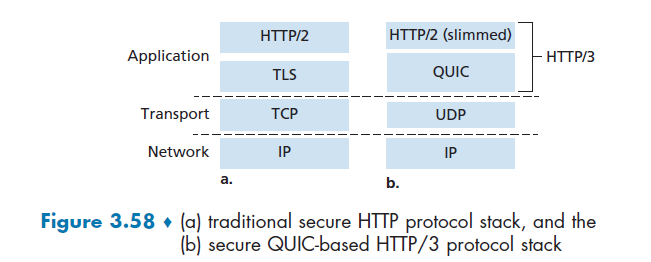 HTTP/2
HTTP/2 (slimmed)
Application
HTTP/3
TLS
QUIC
Transport
TCP
UDP
Network
IP
IP
a.
b.
Figure 3.58 ♦ (a) traditional secure HTTP protocol stack, and the
(b) secure QUIC-based HTTP/3 protocol stack